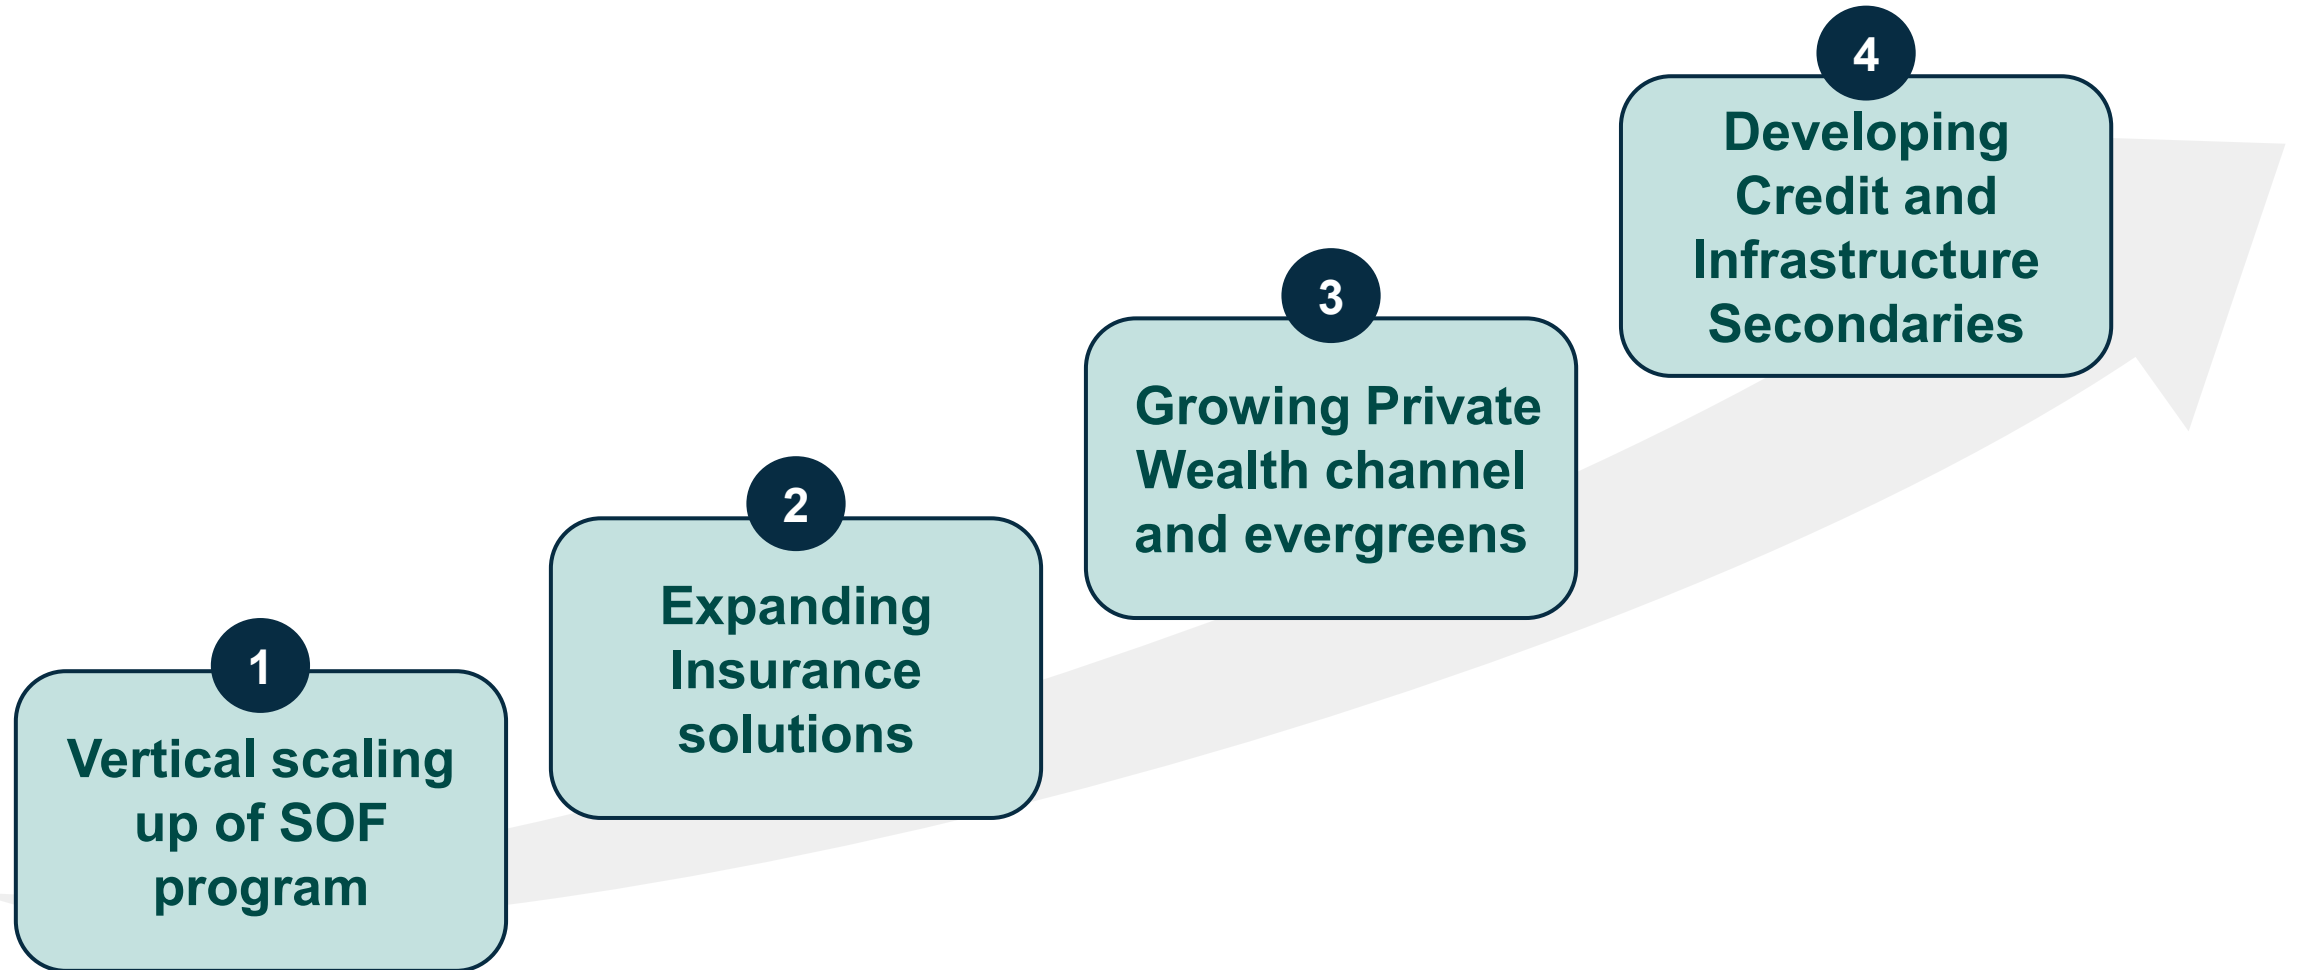 1
Vertical scaling
up of SOF
program
2
Expanding
Insurance
solutions
3
Growing Private
Wealth channel
and evergreens
4
Developing
Credit and
Infrastructure
Secondaries